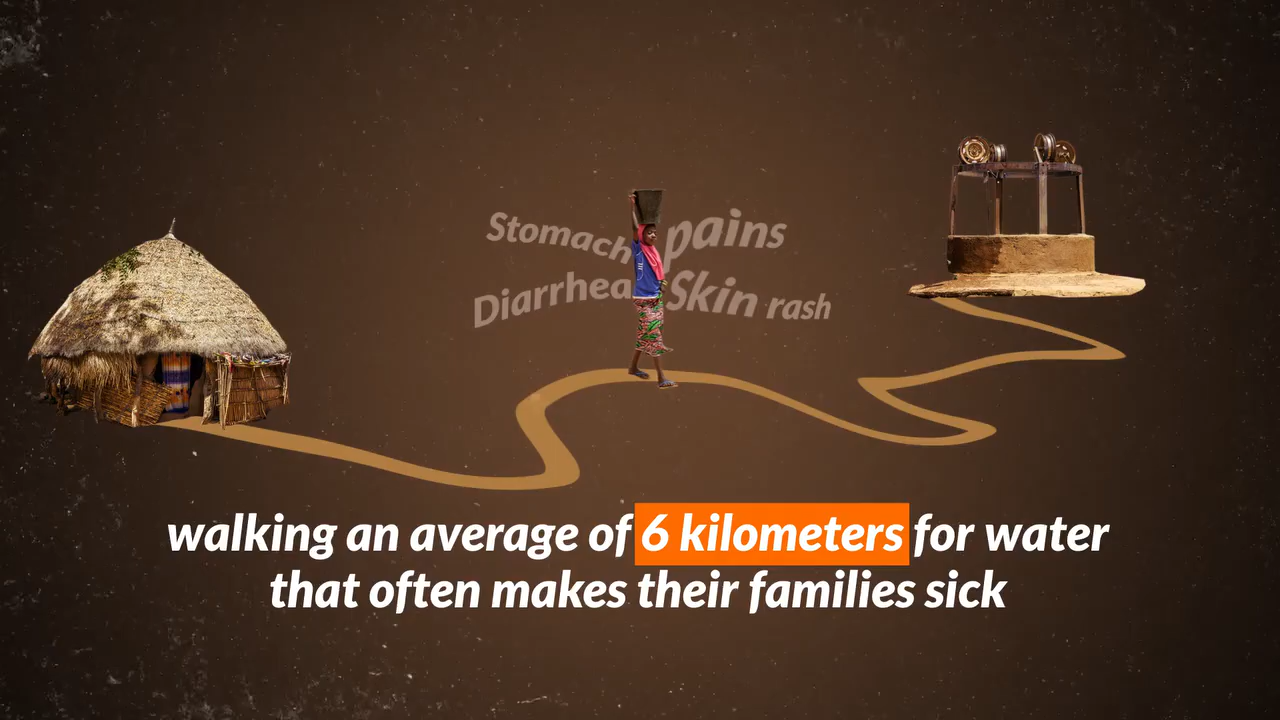 Stomach pains
Diarrhea Skin rash
walking an average of 6 kilometers for water
that often makes their families sick